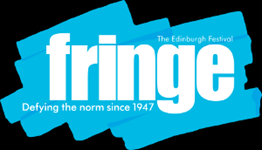 The Edinburgh Festival
fringe
Defying the norm since 1947